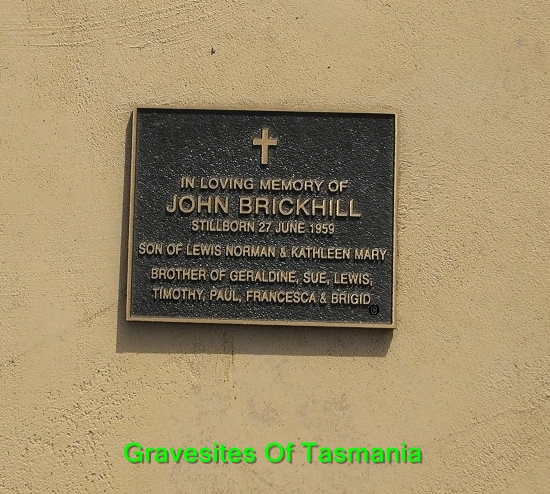 IN LOVING MEMORY OF
JOHN BRICKHILL
STILLBORN 27 JUNE 1959
SON OF LEWIS NORMAN & KATHLEEN MARY
BROTHER OF GERALDINE, SUE, LEWIS,
TIMOTHY, PAUL, FRANCESCA & BRIGID
Gravesites Of Tasmania